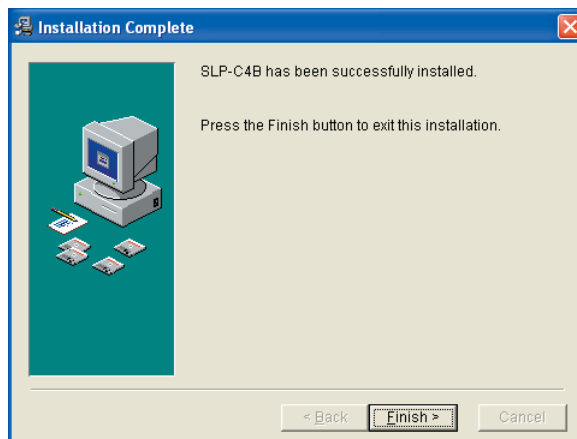 Installation Complete
SLP-C4B has been successfully installed.
Press the Finish button to exit this installation.
< Back
Finish >
Cancel